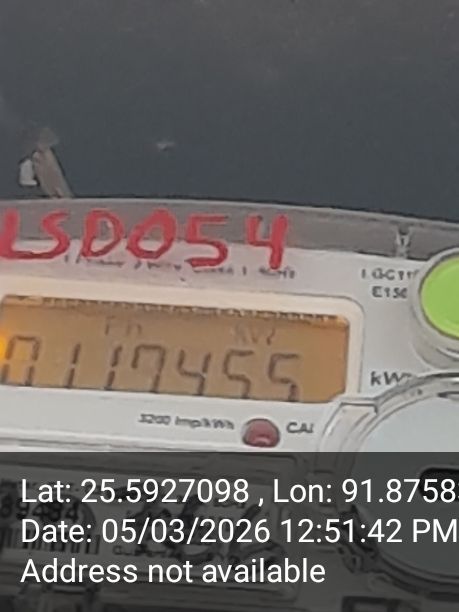 LSD054
E150
0117455
kW
3200 imp/kWh CAL
Lat: 25.5927098 , Lon: 91.8758
Date: 05/03/2026 12:51:42 PM
Address not available